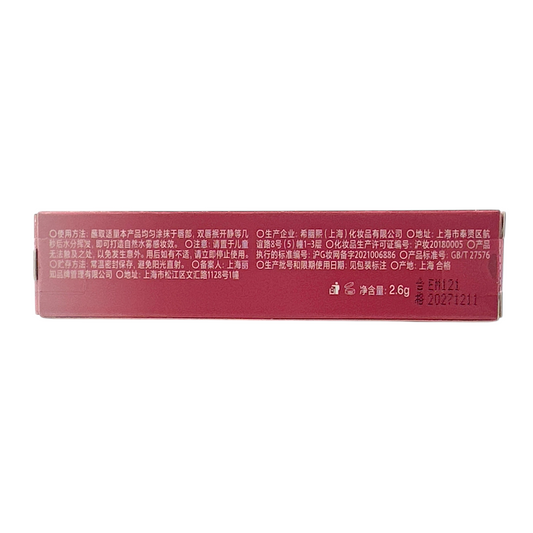 ○使用方法: 蘸取适量本产品均匀涂抹于唇部, 双唇抿开静等几
秒后水分挥发, 即可打造自然水雾感妆效。 ○注意: 请置于儿童
无法触及之处, 以免发生意外。用后如有不适, 请立即停止使用。
○贮存方法: 常温密封保存, 避免阳光直射。 ○备案人: 上海丽
知品牌管理有限公司 ○地址: 上海市松江区文汇路1128号1幢
○生产企业: 希丽熙 (上海) 化妆品有限公司 ○地址: 上海市奉贤区航
谊路8号 (5) 幢1-3层 ○化妆品生产许可证编号: 沪妆20180005 ○产品
执行的标准编号: 沪G妆网备字2021006886 ○产品标准号: GB/T 27576
○生产批号和限期使用日期: 见包装标注 ○产地: 上海 合格
净含量: 2.6g
合格 EM121
20271211